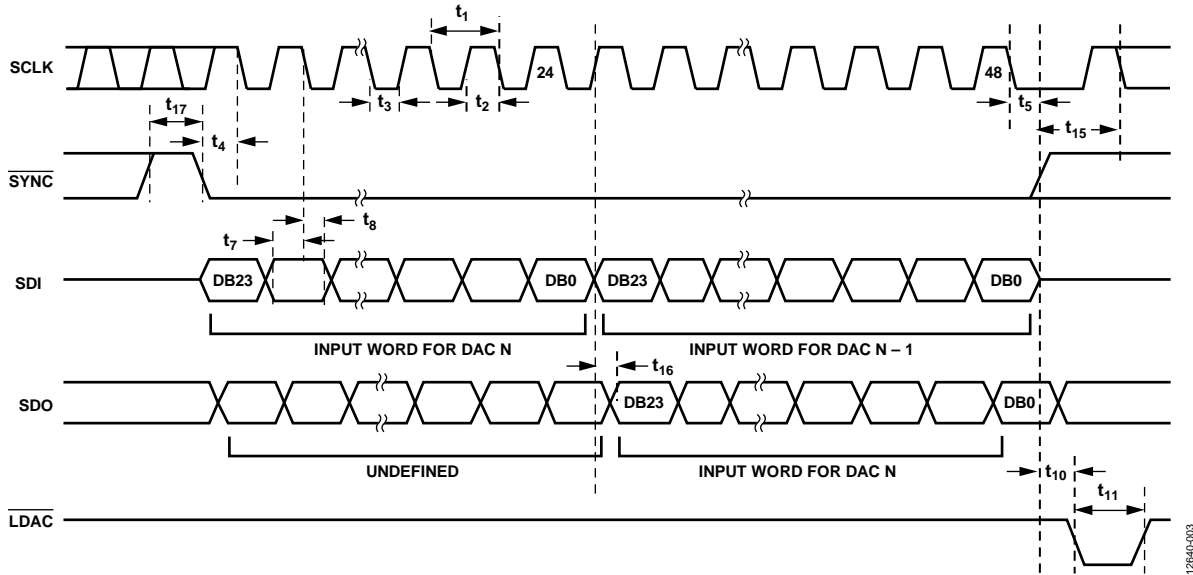 t1
SCLK
24
48
t3
t2
t5
t17
t4
t15
SYNC
t7
t8
SDI
DB23
DB0
DB23
DB0
INPUT WORD FOR DAC N
INPUT WORD FOR DAC N – 1
t16
SDO
DB23
DB0
UNDEFINED
INPUT WORD FOR DAC N
t10
t11
LDAC
12640-003